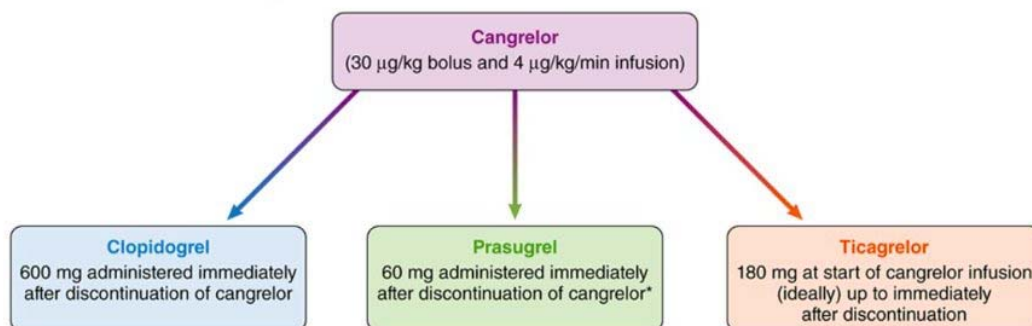 Cangrelor
(30 μg/kg bolus and 4 μg/kg/min infusion)
Clopidogrel
600 mg administered immediately
after discontinuation of cangrelor
Prasugrel
60 mg administered immediately
after discontinuation of cangrelor*
Ticagrelor
180 mg at start of cangrelor infusion
(ideally) up to immediately
after discontinuation